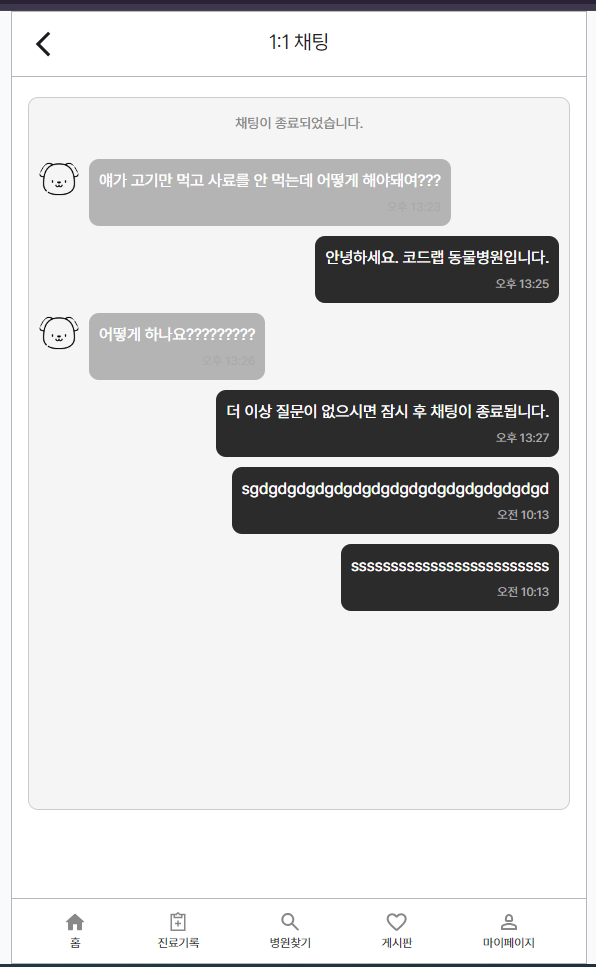 1:1 채팅
채팅이 종료되었습니다.
얘가 고기만 먹고 사료를 안 먹는데 어떻게 해야돼여???
오후 13:23
안녕하세요. 코드랩 동물병원입니다.
오후 13:25
어떻게 하나요?????????
오후 13:26
더 이상 질문이 없으시면 잠시 후 채팅이 종료됩니다.
오후 13:27
sgdgdgdgdgdgdgdgdgdgdgdgdgdgdgdgd
오전 10:13
sssssssssssssssssssssssss
오전 10:13
홈
진료기록
병원찾기
게시판
마이페이지